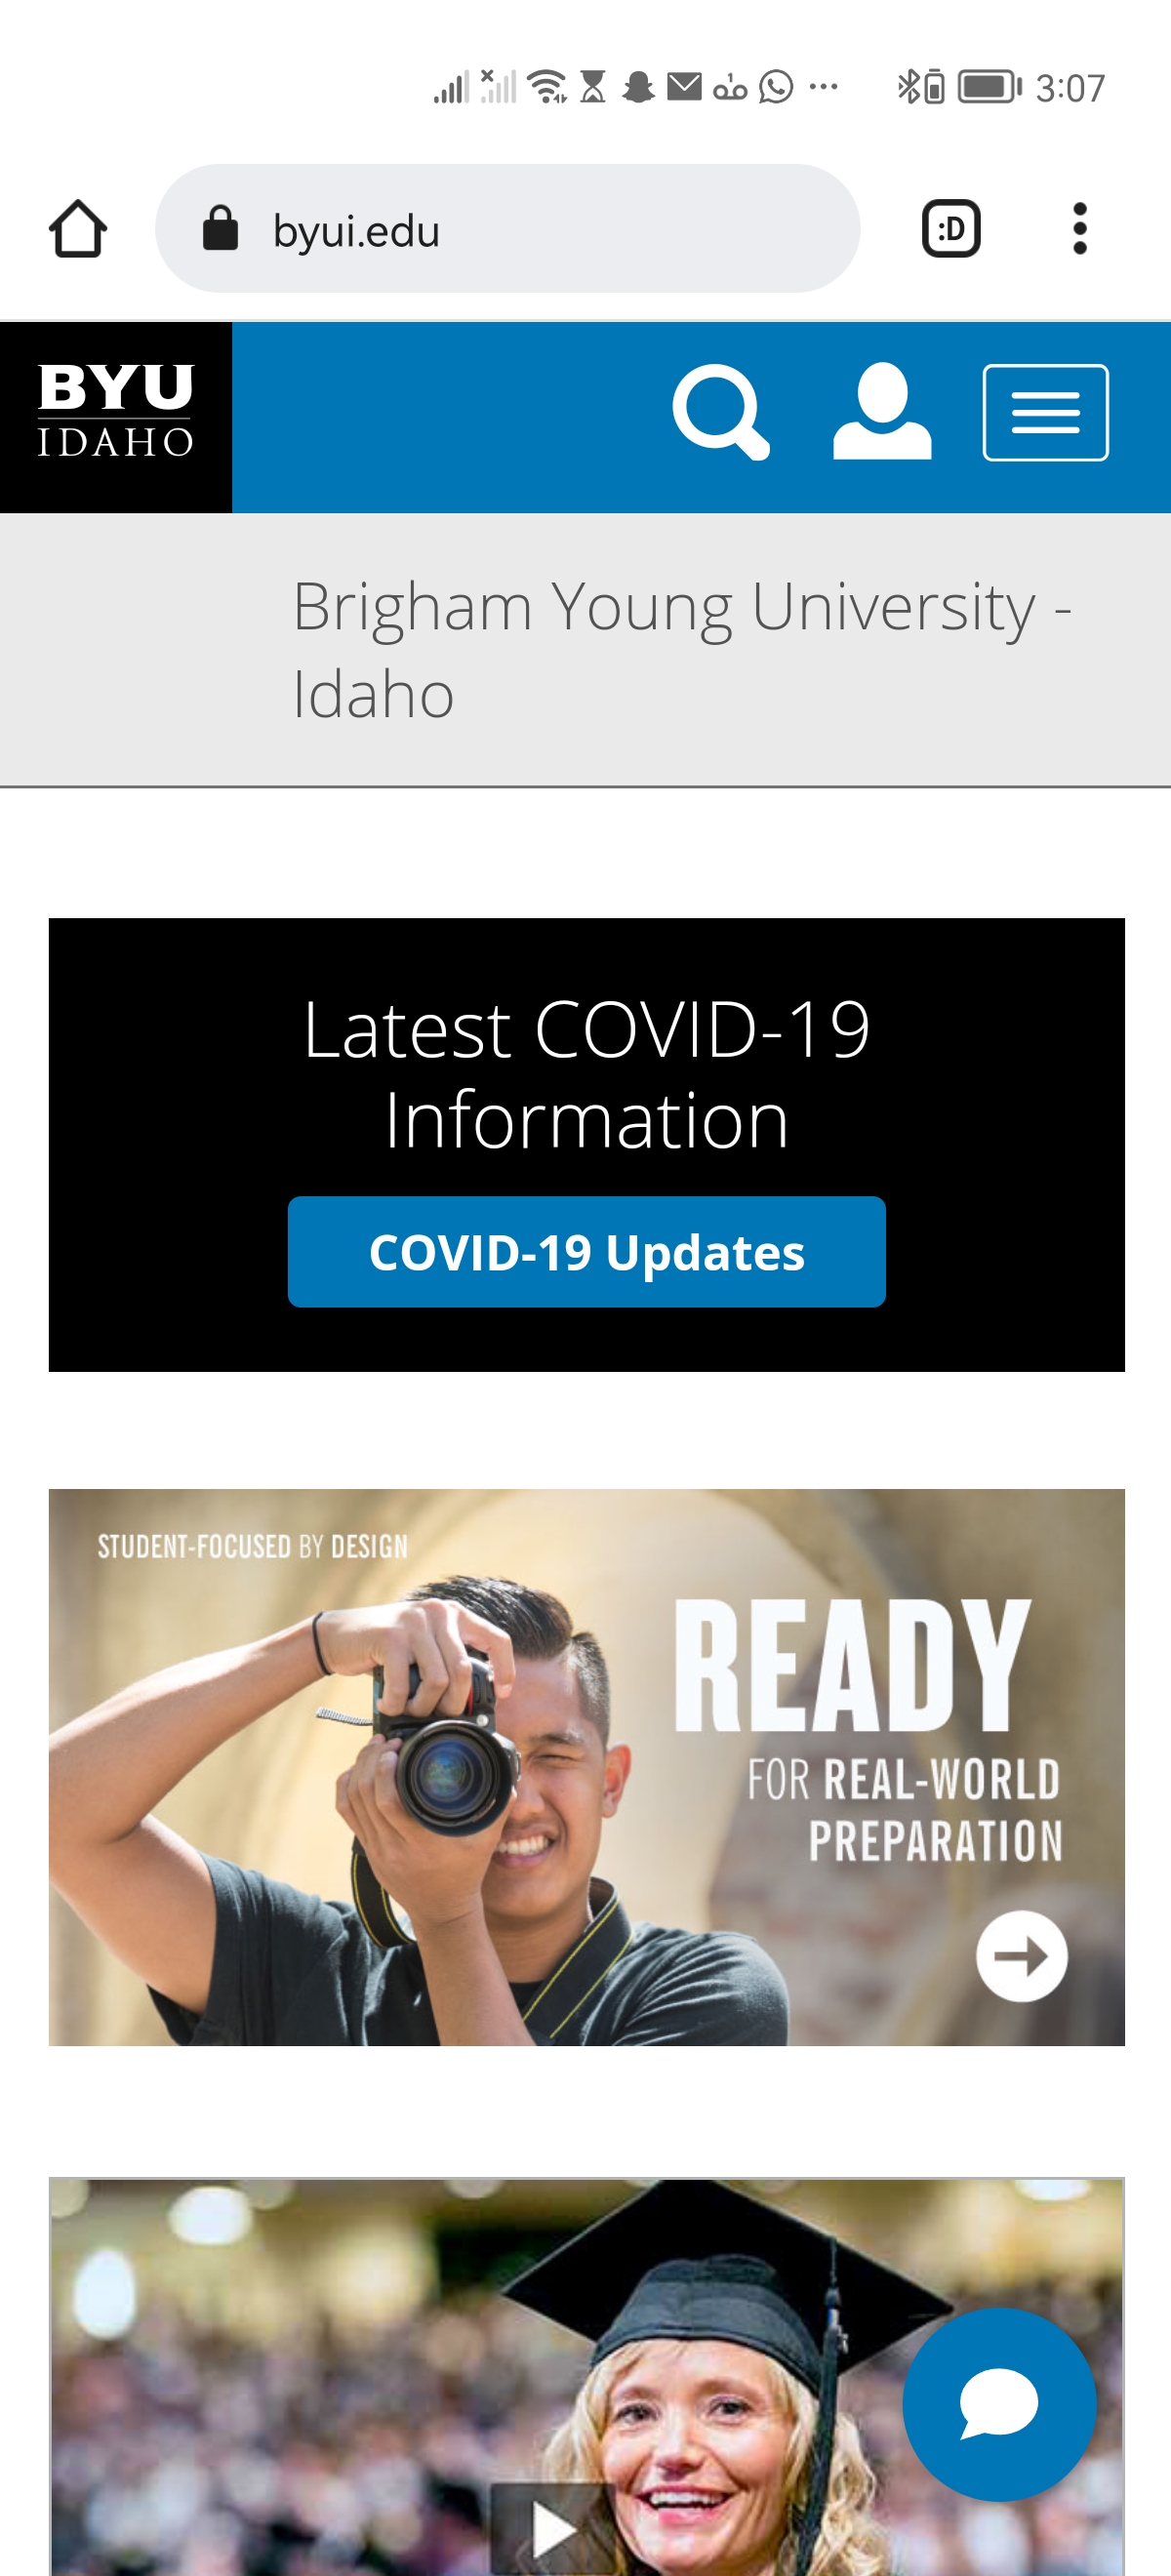 3:07
byui.edu
:D
BYU
IDAHO
Brigham Young University -
Idaho
Latest COVID-19
Information
COVID-19 Updates
STUDENT-FOCUSED BY DESIGN
READY
FOR REAL-WORLD
PREPARATION